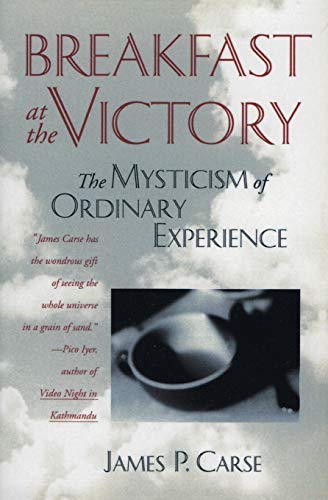 BREAKFAST
at the VICTORY
The MYSTICISM of
ORDINARY
EXPERIENCE
"James Carse has
the wondrous gift
of seeing the
whole universe
in a grain of sand."
—Pico Iyer,
author of
Video Night in
Kathmandu
JAMES P. CARSE